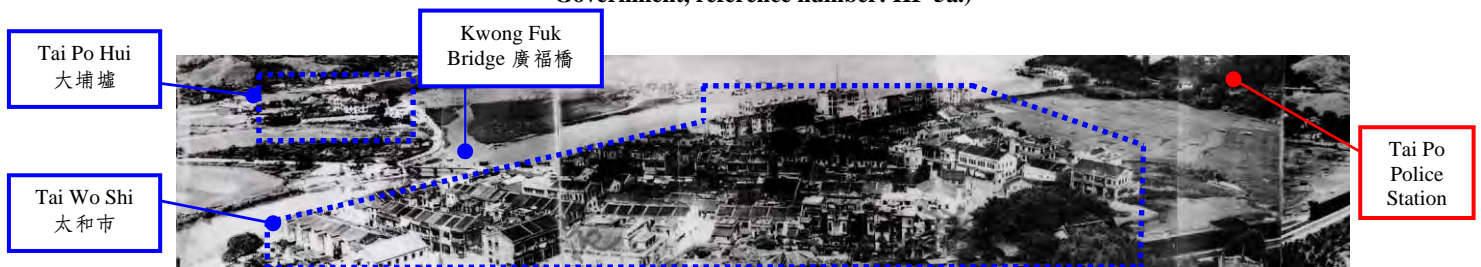 Government, reference number: HP 5a.)
Tai Po Hui
大埔墟
Kwong Fuk
Bridge 廣福橋
Tai Wo Shi
太和市
Tai Po
Police
Station